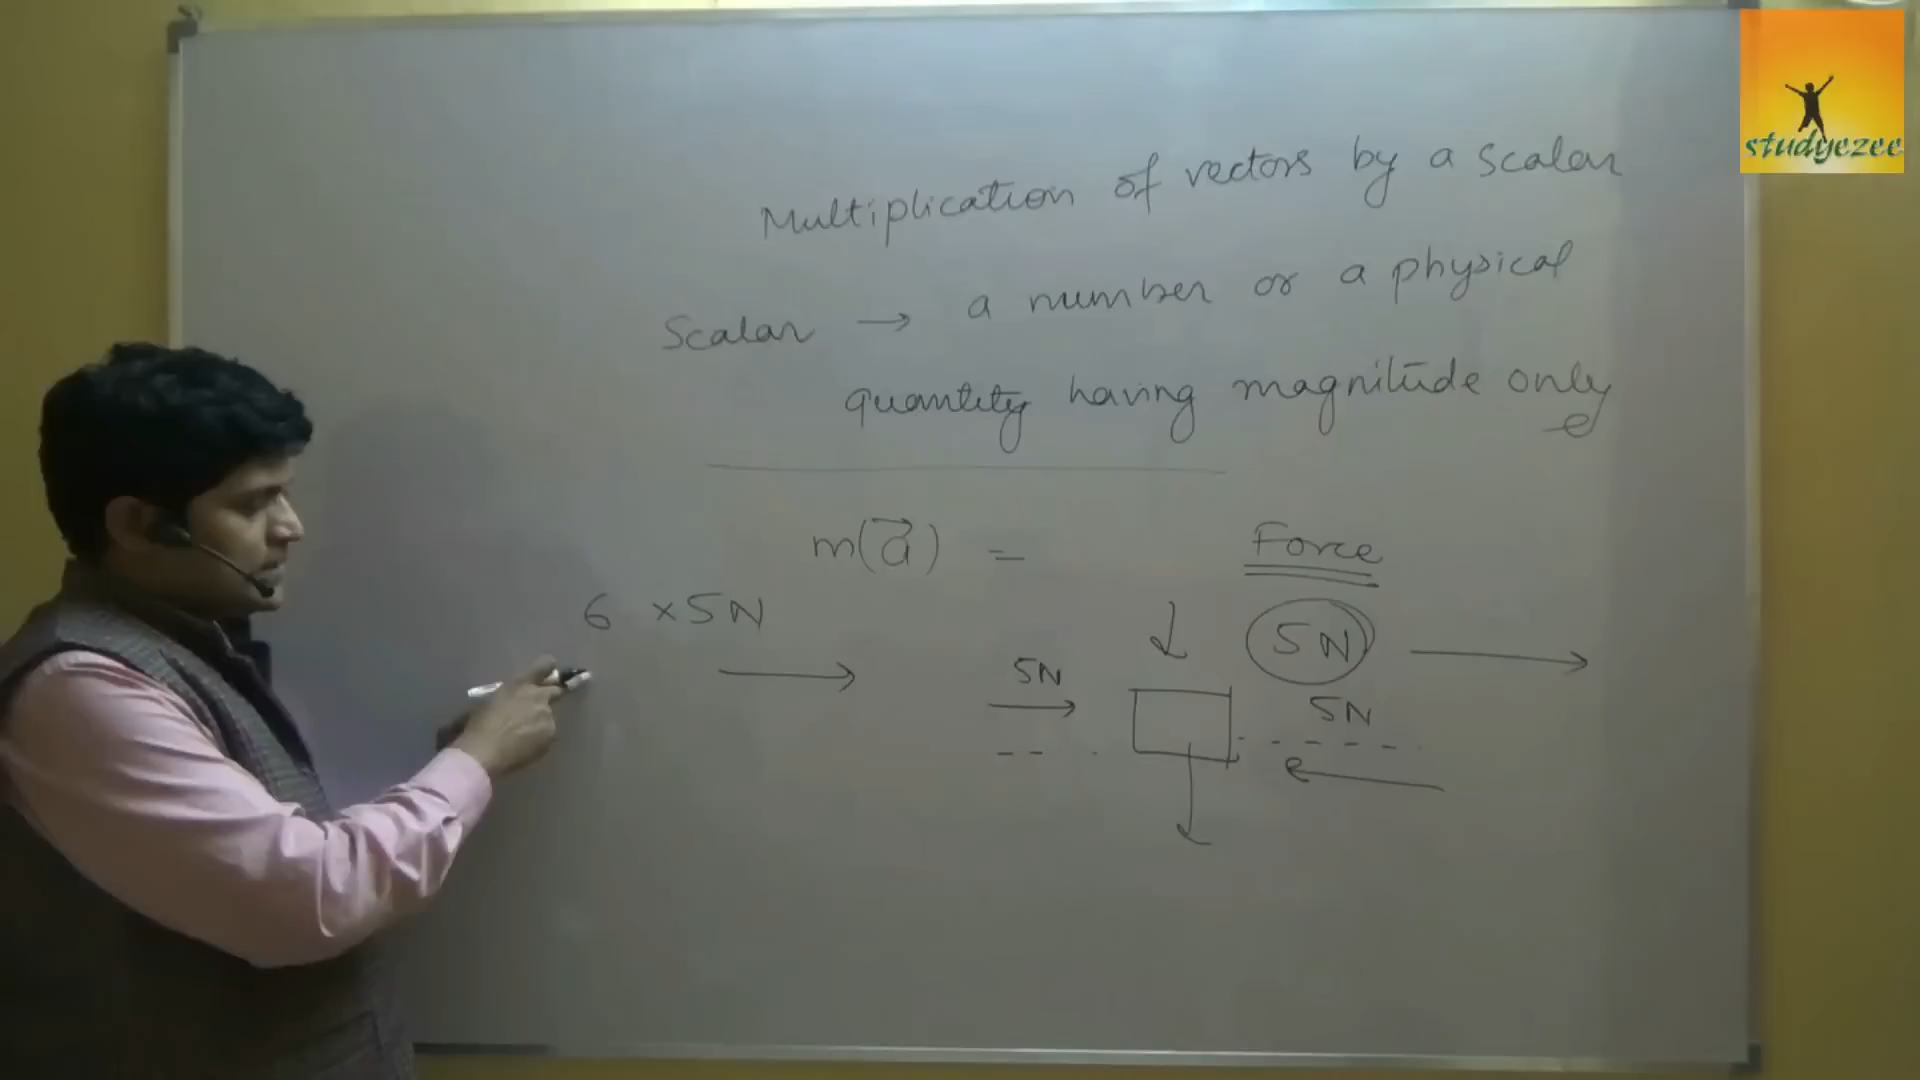 studyezee
Multiplication of vectors by a scalar
Scalar → a number or a physical
quantity having magnitude only
m(a⃗) =
Force
6 × 5N
5N
5N
5N